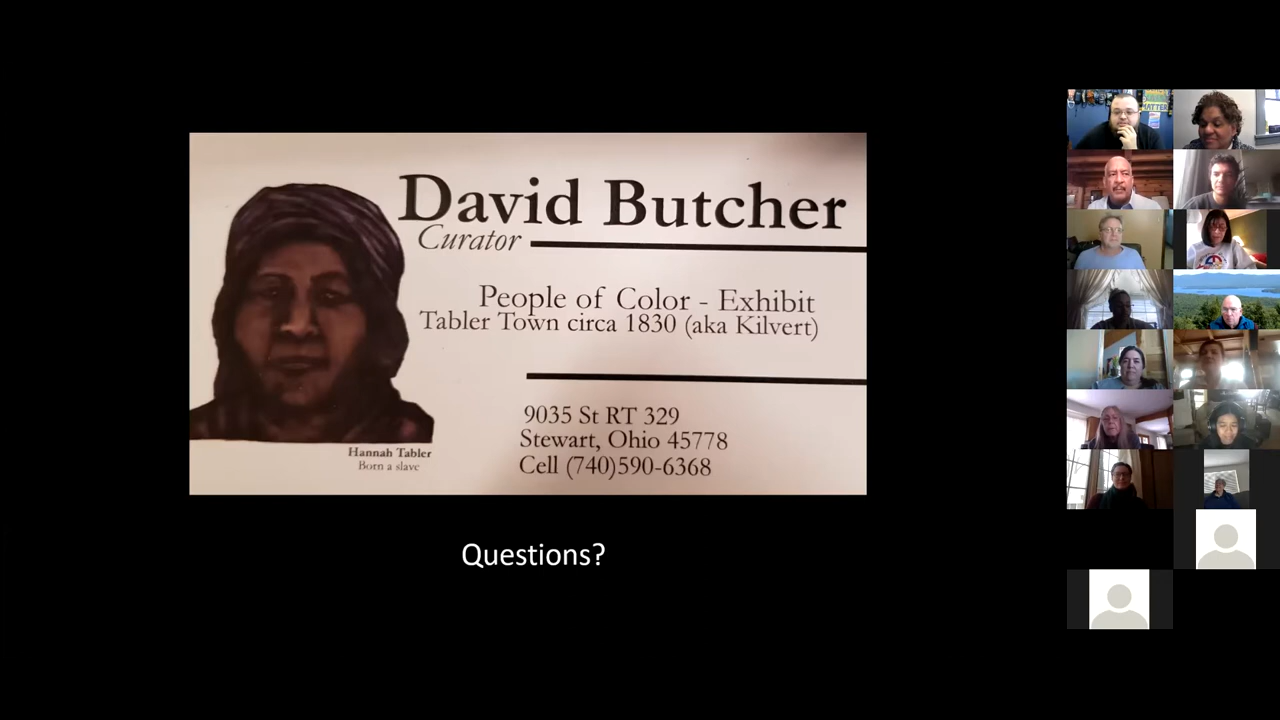 David Butcher
Curator
People of Color - Exhibit
Tabler Town circa 1830 (aka Kilvert)
9035 St RT 329
Stewart, Ohio 45778
Cell (740)590-6368
Hannah Tabler
Born a slave
Questions?
MATTER